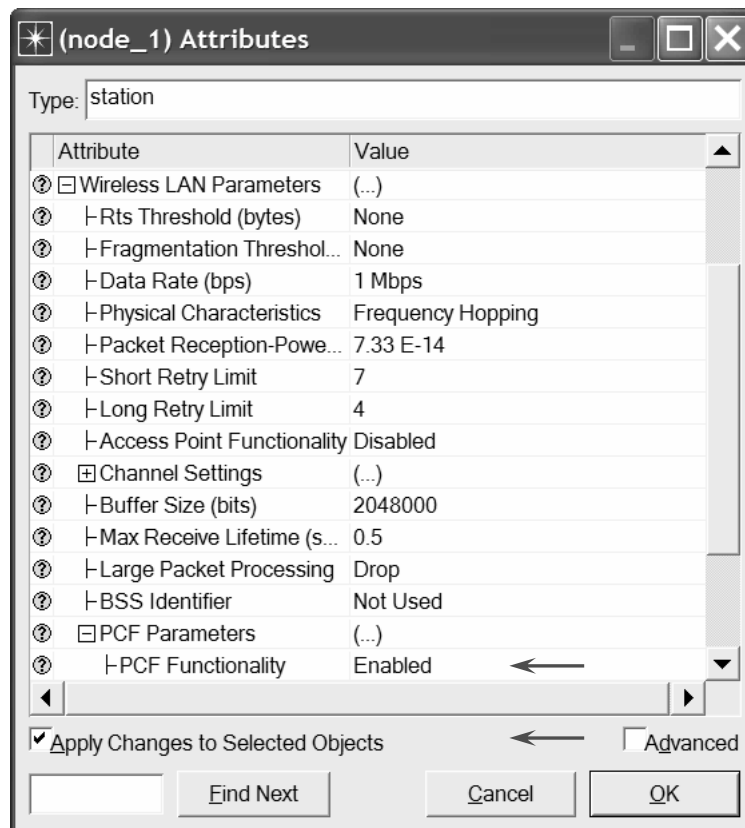 (node_1) Attributes
Type: station
Attribute Value
Wireless LAN Parameters (...)
Rts Threshold (bytes) None
Fragmentation Threshol... None
Data Rate (bps) 1 Mbps
Physical Characteristics Frequency Hopping
Packet Reception-Powe... 7.33 E-14
Short Retry Limit 7
Long Retry Limit 4
Access Point Functionality Disabled
Channel Settings (...)
Buffer Size (bits) 2048000
Max Receive Lifetime (s... 0.5
Large Packet Processing Drop
BSS Identifier Not Used
PCF Parameters (...)
PCF Functionality Enabled
Apply Changes to Selected Objects Advanced
Find Next Cancel OK